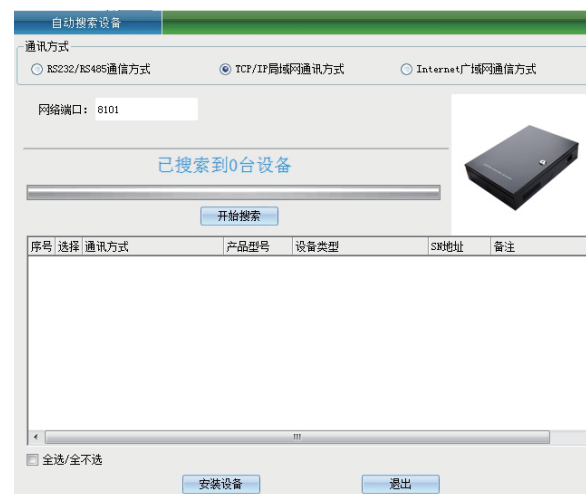 自动搜索设备
通讯方式
RS232/RS485通信方式 TCP/IP局域网通讯方式 Internet广域网通信方式
网络端口: 8101
已搜索到0台设备
开始搜索
序号 选择 通讯方式 产品型号 设备类型 SN地址 备注
全选/全不选
安装设备 退出